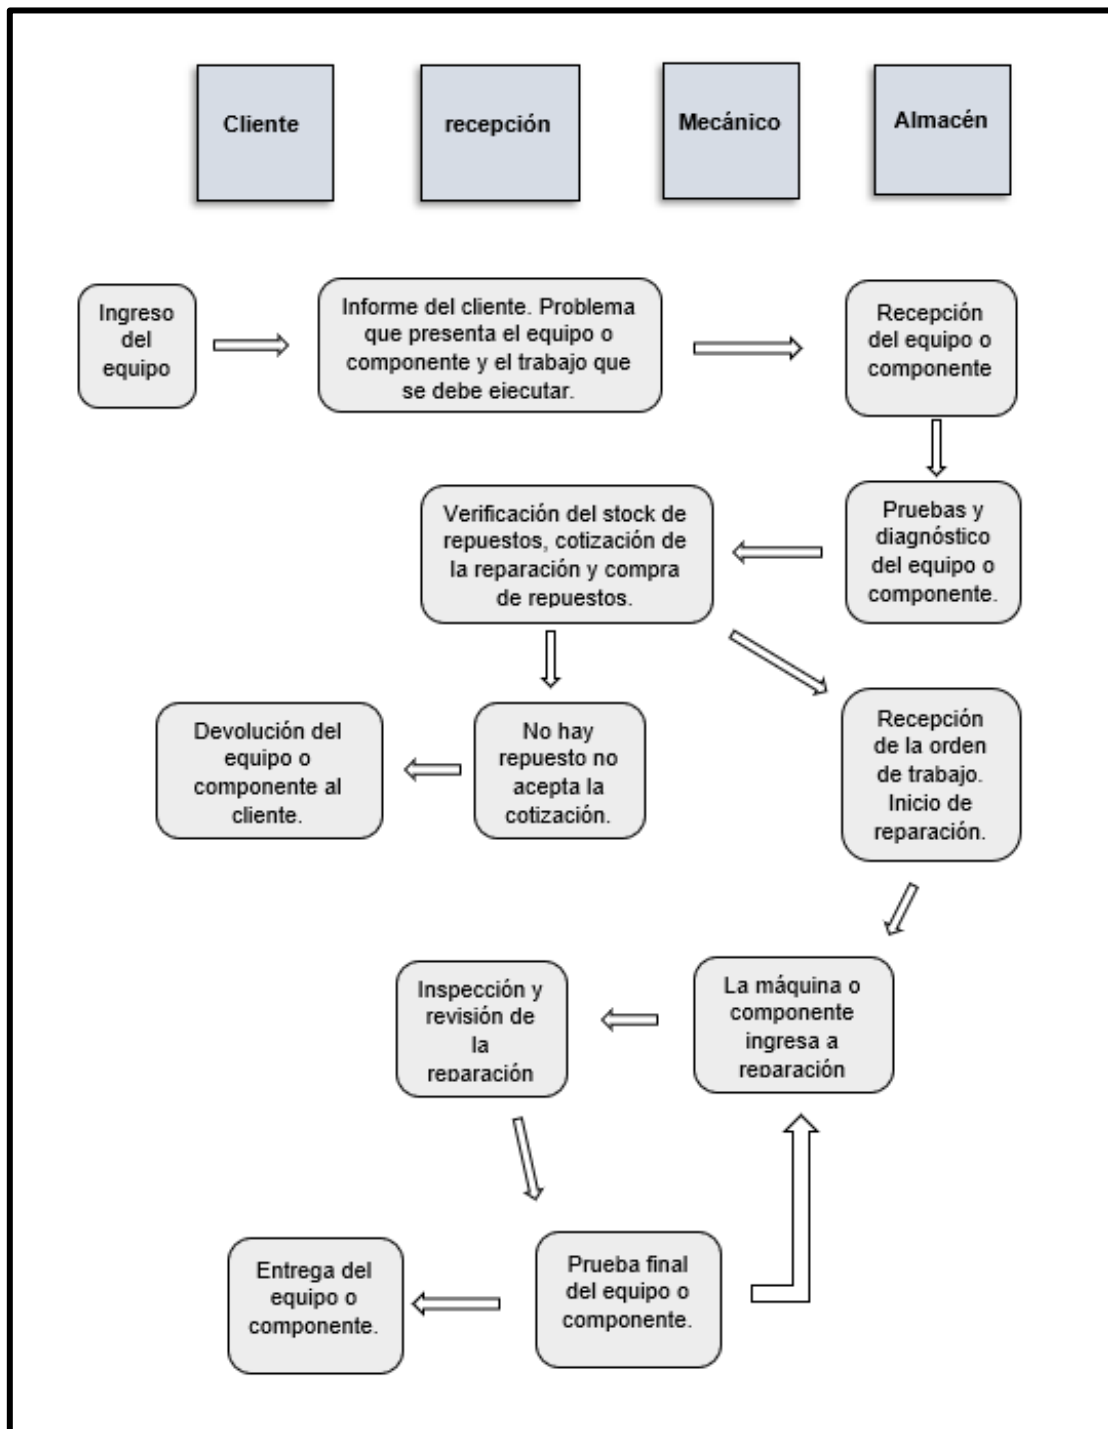 Cliente
recepción
Mecánico
Almacén
Ingreso
del
equipo
Informe del cliente. Problema
que presenta el equipo o
componente y el trabajo que
se debe ejecutar.
Recepción
del equipo o
componente
Verificación del stock de
repuestos, cotización de
la reparación y compra
de repuestos.
Pruebas y
diagnóstico
del equipo o
componente.
Devolución del
equipo o
componente al
cliente.
No hay
repuesto no
acepta la
cotización.
Recepción
de la orden
de trabajo.
Inicio de
reparación.
Inspección y
revisión de
la
reparación
La máquina o
componente
ingresa a
reparación
Entrega del
equipo o
componente.
Prueba final
del equipo o
componente.